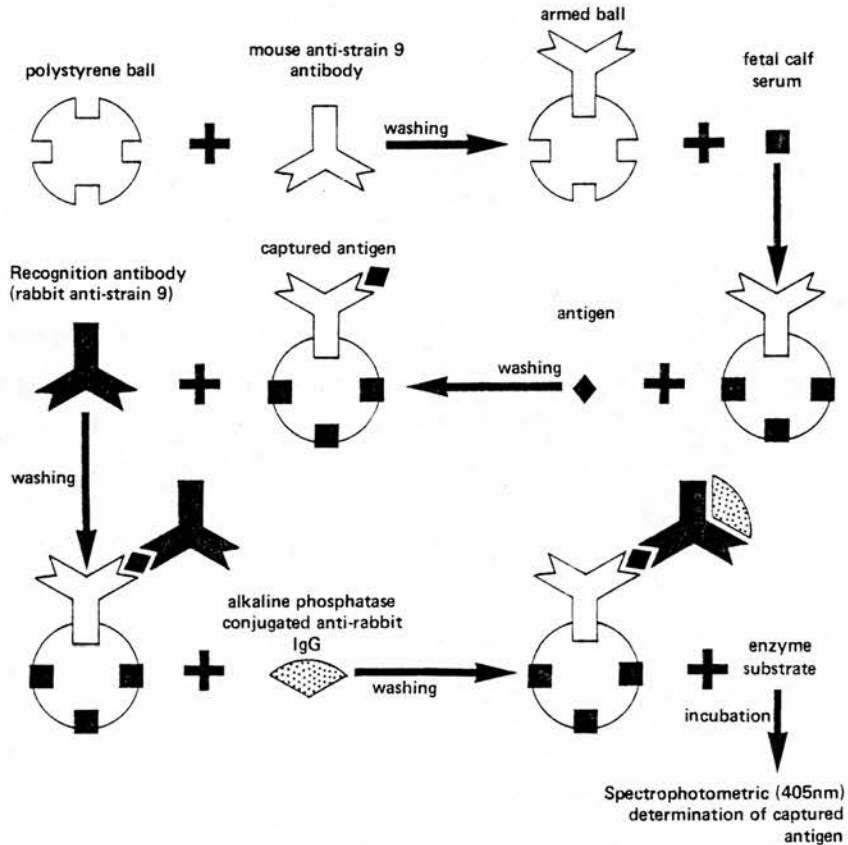 polystyrene ball
mouse anti-strain 9
antibody
washing
armed ball
fetal calf
serum
Recognition antibody
(rabbit anti-strain 9)
captured antigen
washing
antigen
washing
alkaline phosphatase
conjugated anti-rabbit
IgG
washing
enzyme
substrate
incubation
Spectrophotometric (405nm)
determination of captured
antigen